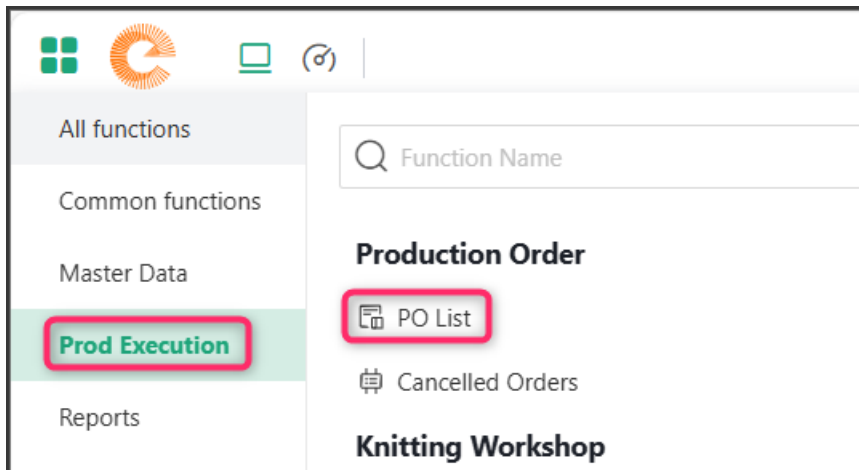 All functions
Common functions
Master Data
Prod Execution
Reports
Function Name
Production Order
PO List
Cancelled Orders
Knitting Workshop